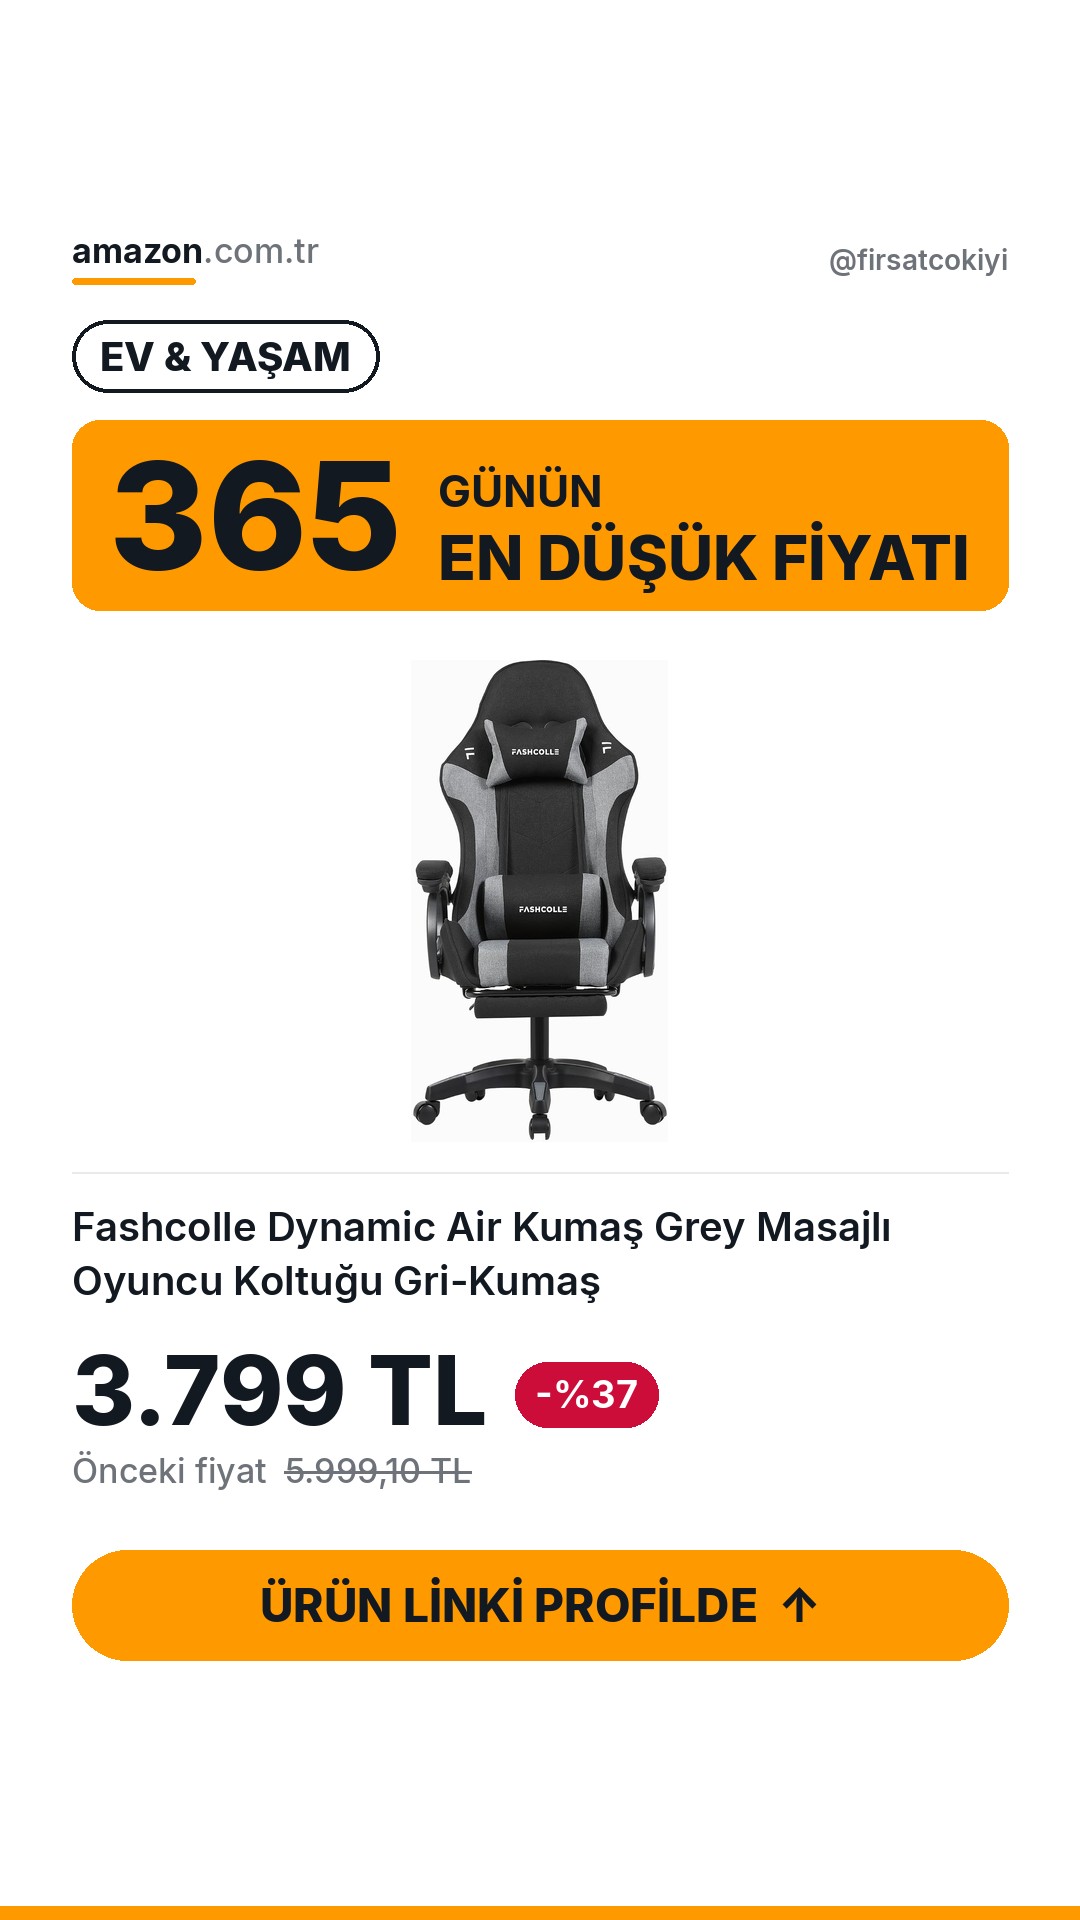 amazon.com.tr
@firsatcokiyi
EV & YAŞAM
365 GÜNÜN
EN DÜŞÜK FİYATI
FASHCOLLE
FASHCOLLE
Fashcolle Dynamic Air Kumaş Grey Masajlı
Oyuncu Koltuğu Gri-Kumaş
3.799 TL -%37
Önceki fiyat 5.999,10 TL
ÜRÜN LİNKİ PROFİLDE ↑